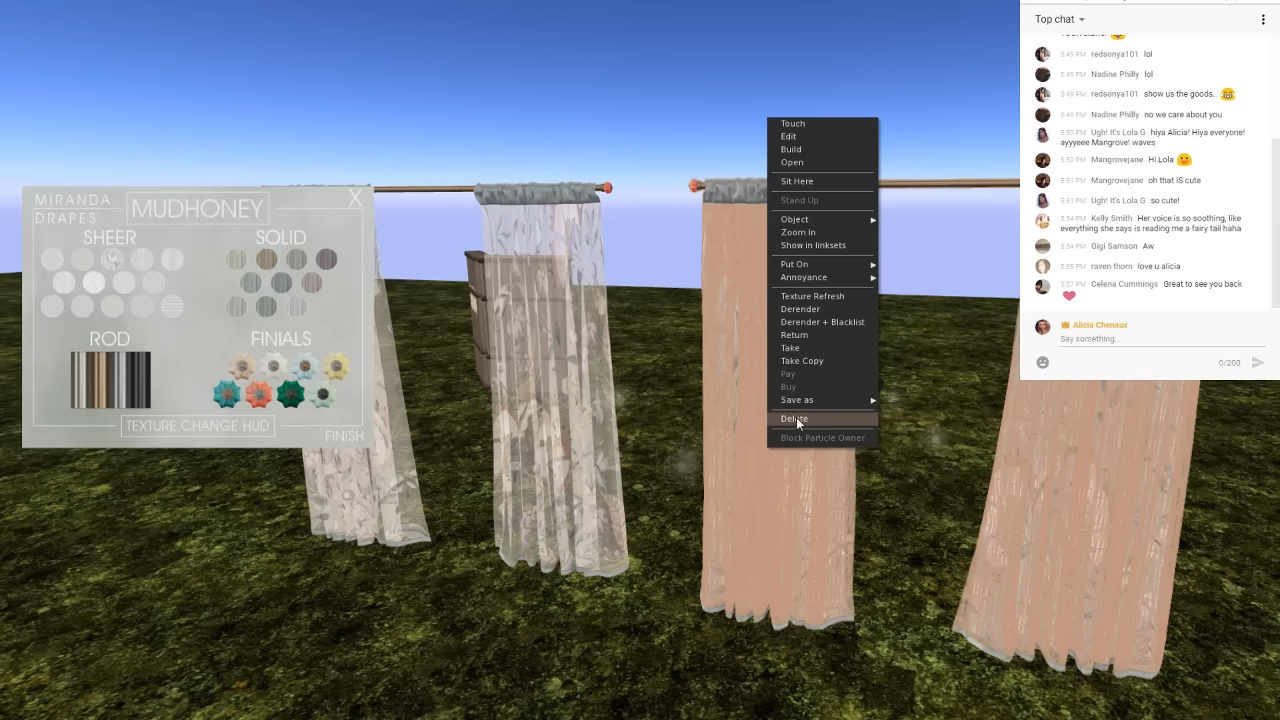 MIRANDA
DRAPES
MUDHONEY
X
SHEER
SOLID
ROD
FINIALS
TEXTURE CHANGE HUD
FINISH
Touch
Edit
Build
Open
Sit Here
Stand Up
Object
Zoom In
Show in linksets
Put On
Annoyance
Texture Refresh
Derender
Derender + Blacklist
Return
Take
Take Copy
Pay
Buy
Save as
Delete
Block Particle Owner
Top chat
5:49 PM redsonya101 lol
5:49 PM Nadine Philly lol
5:49 PM redsonya101 show us the goods..
5:49 PM Nadine Philly no we care about you
5:50 PM Ugh! It's Lola G hiya Alicia! Hiya everyone!
ayyyeee Mangrove! waves
5:50 PM Mangrovejane Hi Lola
5:51 PM Mangrovejane oh that IS cute
5:51 PM Ugh! It's Lola G so cute!
5:54 PM Kelly Smith Her voice is so soothing, like
everything she says is reading me a fairy tail haha
5:54 PM Gigi Samson Aw
5:55 PM raven thorn love u alicia
5:57 PM Celena Cummings Great to see you back
Alicia Chenaux
Say something...
0/200